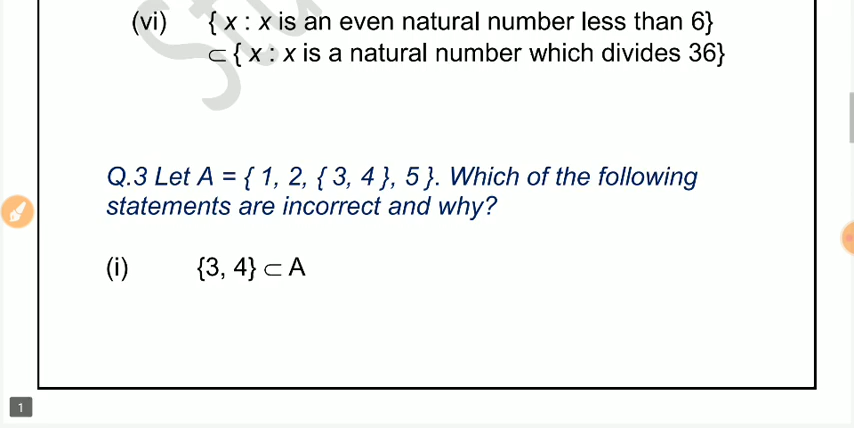 (vi) { x : x is an even natural number less than 6}
⊂ { x : x is a natural number which divides 36}
Q.3 Let A = { 1, 2, { 3, 4 }, 5 }. Which of the following
statements are incorrect and why?
(i) {3, 4} ⊂ A
1